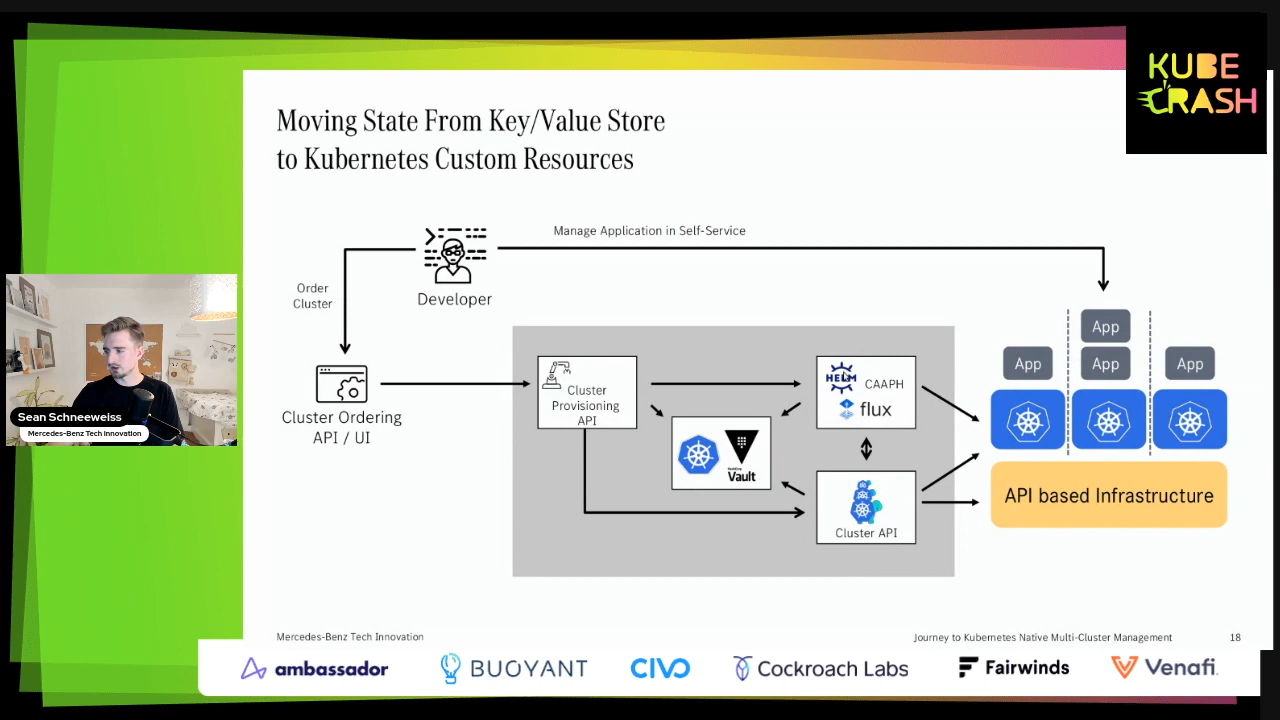 KUBE
CRASH
Moving State From Key/Value Store
to Kubernetes Custom Resources
Manage Application in Self-Service
Order
Cluster
Developer
App
App
App
App
Cluster
Provisioning
API
HELM
CAAPH
flux
Cluster Ordering
API / UI
HashiCorp
Vault
API based Infrastructure
Cluster API
Sean Schneeweiss
Mercedes-Benz Tech Innovation
Mercedes-Benz Tech Innovation
Journey to Kubernetes Native Multi-Cluster Management
18
ambassador
BUOYANT
CIVO
Cockroach Labs
Fairwinds
Venafi